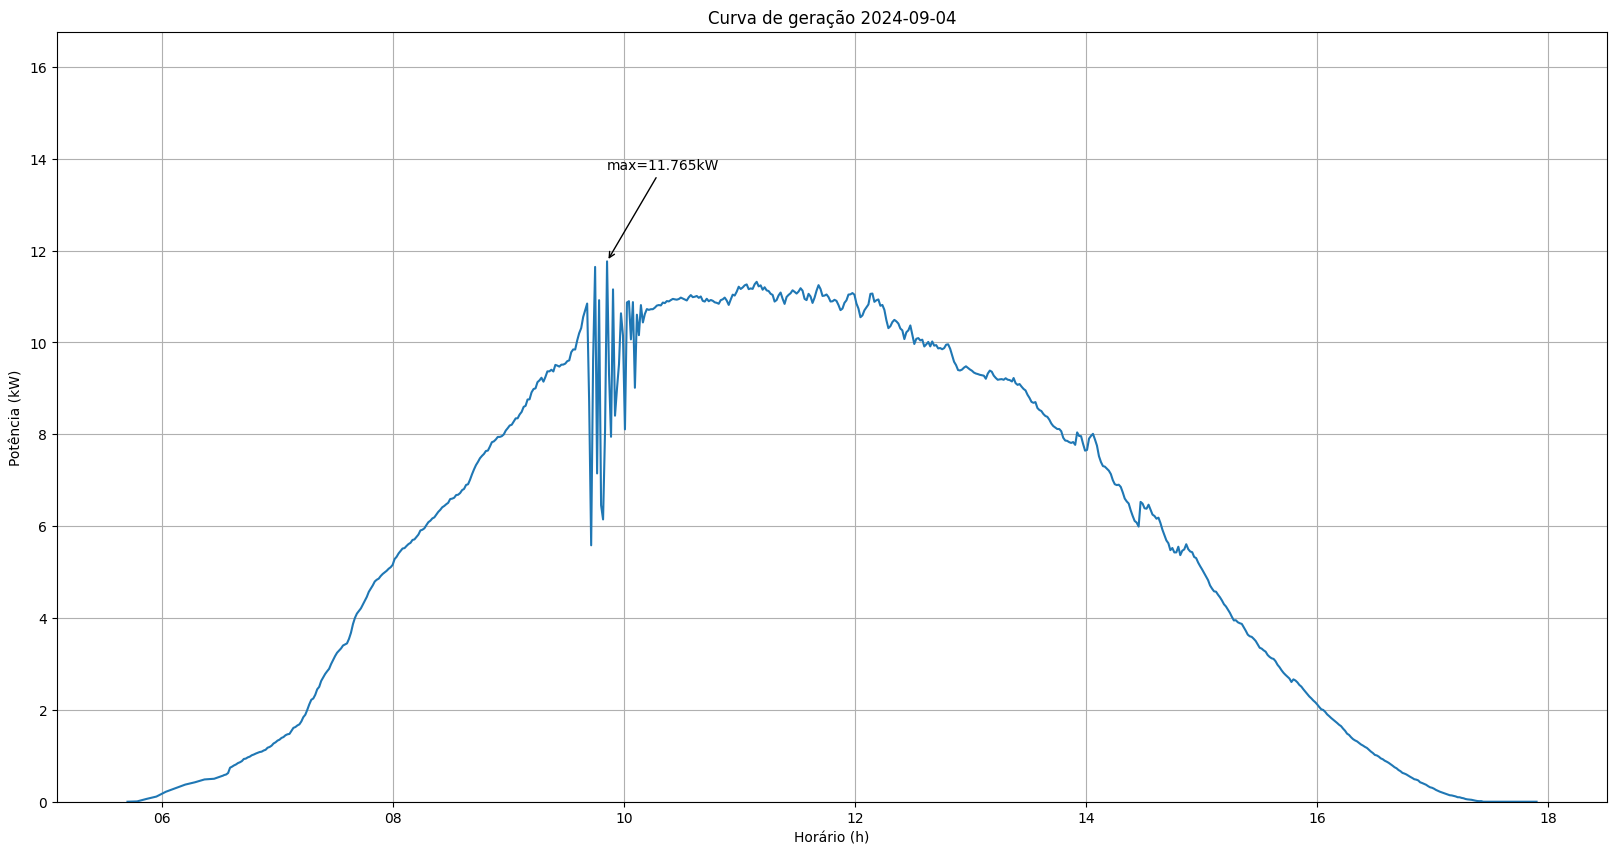 Curva de geração 2024-09-04
16
14
max=11.765kW
12
10
8
6
4
2
0
Potência (kW)
06 08 10 12 14 16 18
Horário (h)